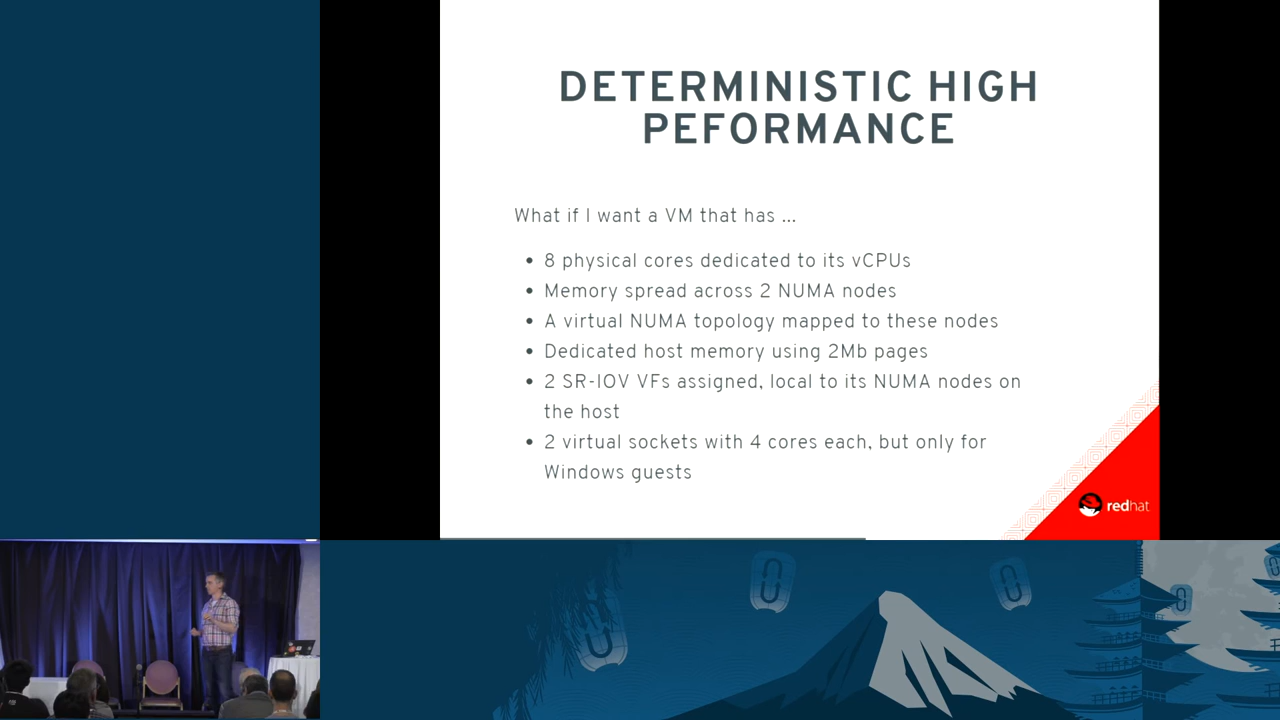 DETERMINISTIC HIGH
PEFORMANCE
What if I want a VM that has ...
• 8 physical cores dedicated to its vCPUs
• Memory spread across 2 NUMA nodes
• A virtual NUMA topology mapped to these nodes
• Dedicated host memory using 2Mb pages
• 2 SR-IOV VFs assigned, local to its NUMA nodes on
the host
• 2 virtual sockets with 4 cores each, but only for
Windows guests
redhat